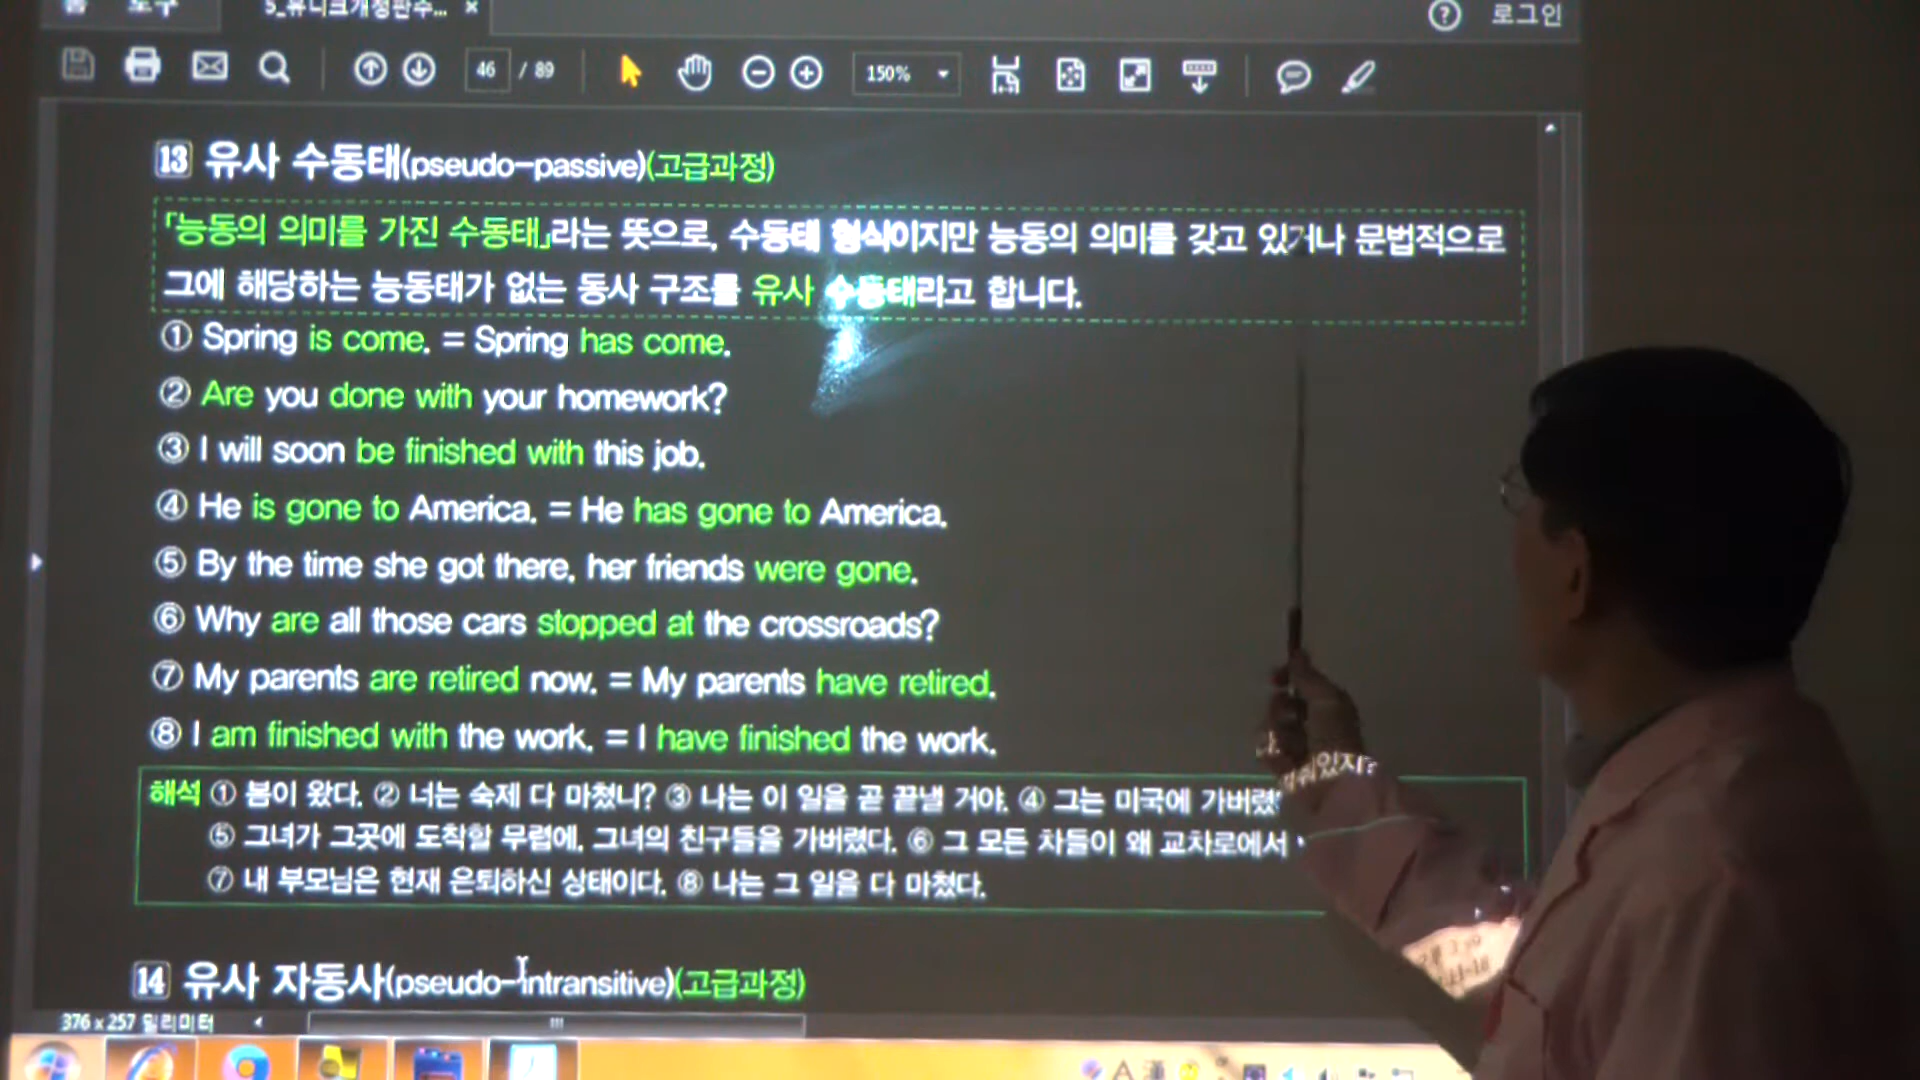 로그인
46 / 89
150%
13 유사 수동태(pseudo-passive)(고급과정)
「능동의 의미를 가진 수동태」라는 뜻으로, 수동태 형식이지만 능동의 의미를 갖고 있거나 문법적으로
그에 해당하는 능동태가 없는 동사 구조를 유사 수동태라고 합니다.
① Spring is come. = Spring has come.
② Are you done with your homework?
③ I will soon be finished with this job.
④ He is gone to America. = He has gone to America.
⑤ By the time she got there, her friends were gone.
⑥ Why are all those cars stopped at the crossroads?
⑦ My parents are retired now. = My parents have retired.
⑧ I am finished with the work. = I have finished the work.
해석 ① 봄이 왔다. ② 너는 숙제 다 마쳤니? ③ 나는 이 일을 곧 끝낼 거야. ④ 그는 미국에 가버렸
⑤ 그녀가 그곳에 도착할 무렵에, 그녀의 친구들을 가버렸다. ⑥ 그 모든 차들이 왜 교차로에서
⑦ 내 부모님은 현재 은퇴하신 상태이다. ⑧ 나는 그 일을 다 마쳤다.
14 유사 자동사(pseudo-intransitive)(고급과정)
376 x 257 밀리미터